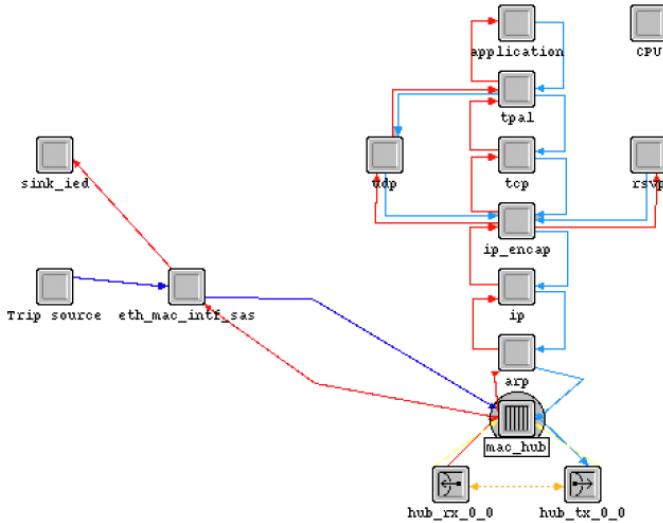 application
CPU
tpal
sink_ied
udp
tcp
rsvp
ip_encap
Trip source
eth_mac_intf_sas
ip
arp
mac_hub
hub_rx_0_0
hub_tx_0_0